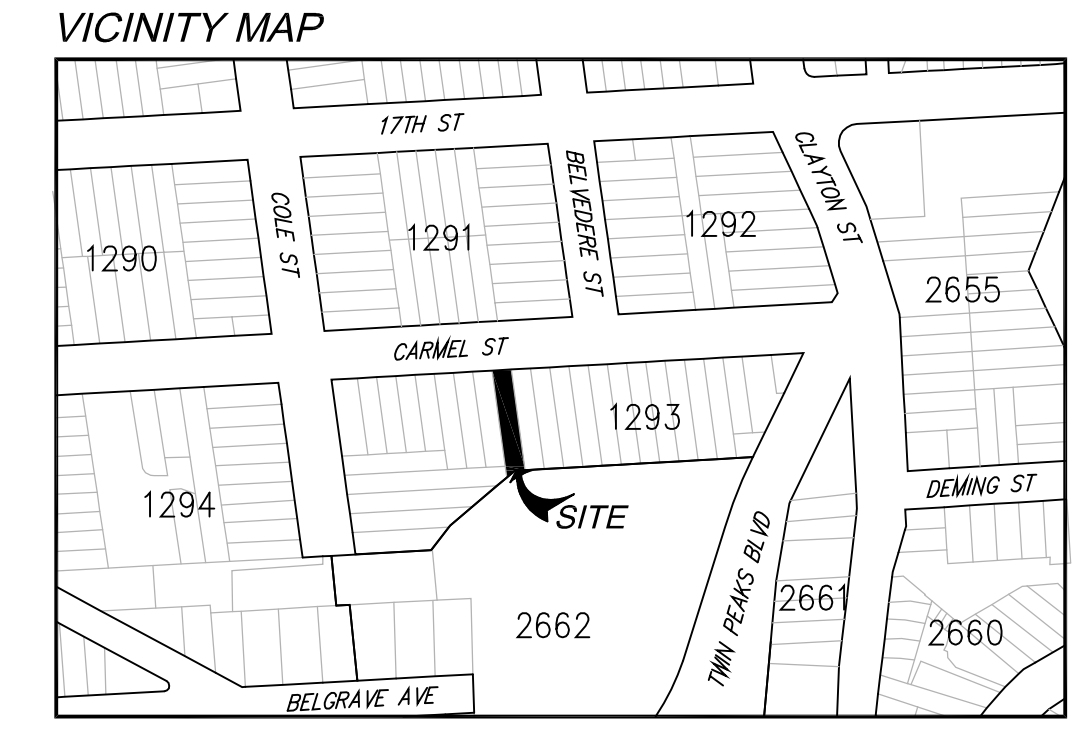 VICINITY MAP
17TH ST
CLAYTON ST
BELVEDERE ST
COLE ST
1290
1291
1292
2655
CARMEL ST
1293
1294
DEMING ST
SITE
TWIN PEAKS BLVD
2661
2662
2660
BELGRAVE AVE